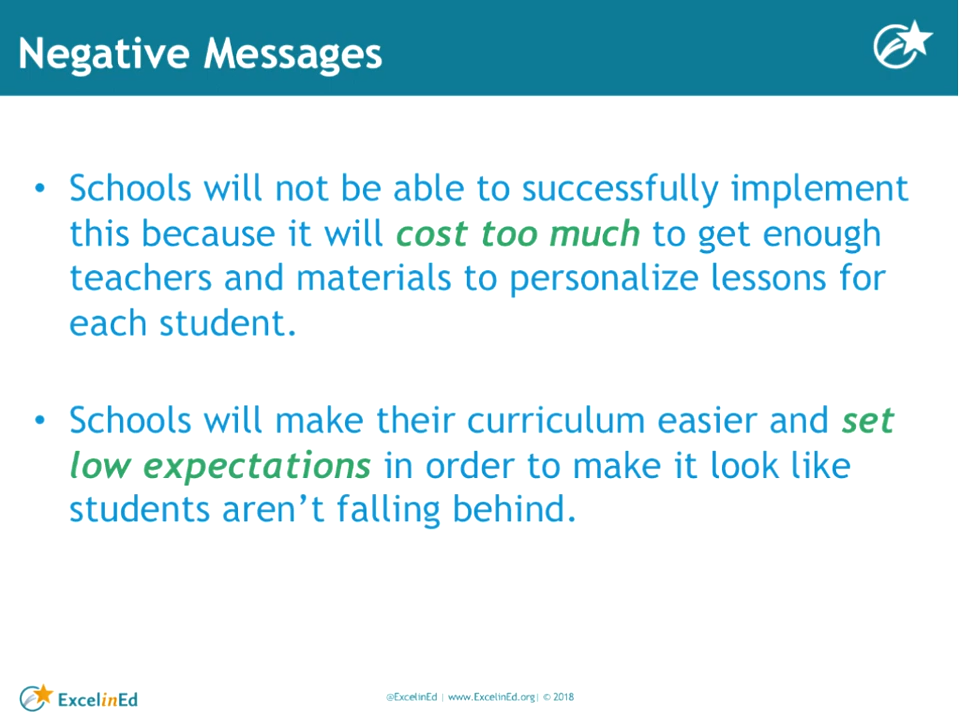 Negative Messages
• Schools will not be able to successfully implement
this because it will cost too much to get enough
teachers and materials to personalize lessons for
each student.
• Schools will make their curriculum easier and set
low expectations in order to make it look like
students aren’t falling behind.
ExcelinEd
@ExcelinEd | www.ExcelinEd.org| © 2018